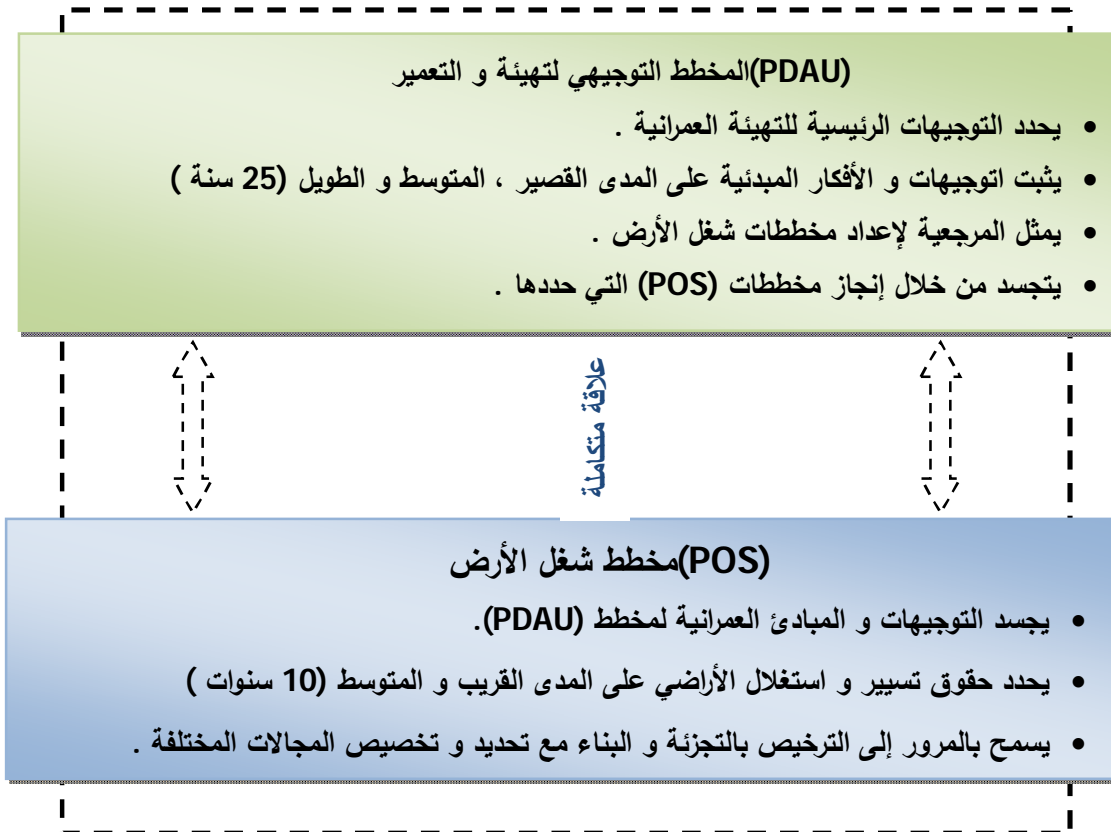 (PDAU)المخطط التوجيهي لتهيئة و التعمير
• يحدد التوجيهات الرئيسية للتهيئة العمرانية .
• يثبت اتوجيهات و الأفكار المبدئية على المدى القصير ، المتوسط و الطويل (25 سنة )
• يمثل المرجعية لإعداد مخططات شغل الأرض .
• يتجسد من خلال إنجاز مخططات (POS) التي حددها .
علاقة متكاملة
(POS)مخطط شغل الأرض
• يجسد التوجيهات و المبادئ العمرانية لمخطط (PDAU).
• يحدد حقوق تسيير و استغلال الأراضي على المدى القريب و المتوسط (10 سنوات )
• يسمح بالمرور إلى الترخيص بالتجزئة و البناء مع تحديد و تخصيص المجالات المختلفة .